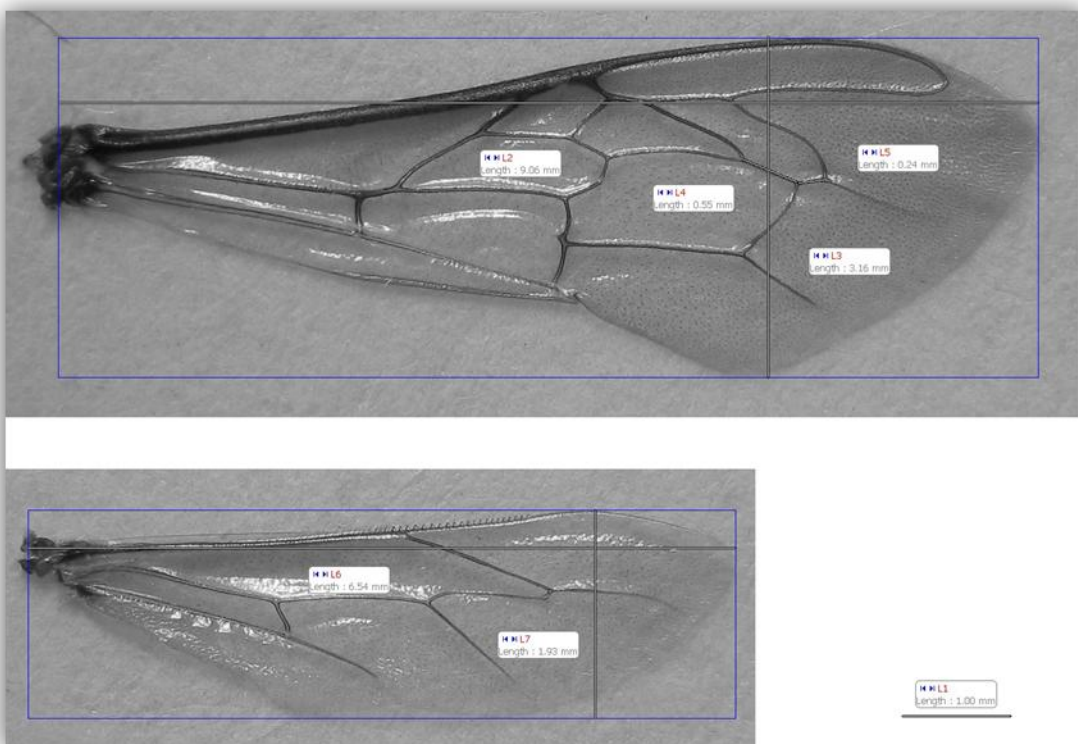 L2
Length : 9.06 mm
L5
Length : 0.24 mm
L4
Length : 0.55 mm
L3
Length : 3.16 mm
L6
Length : 6.54 mm
L7
Length : 1.93 mm
L1
Length : 1.00 mm